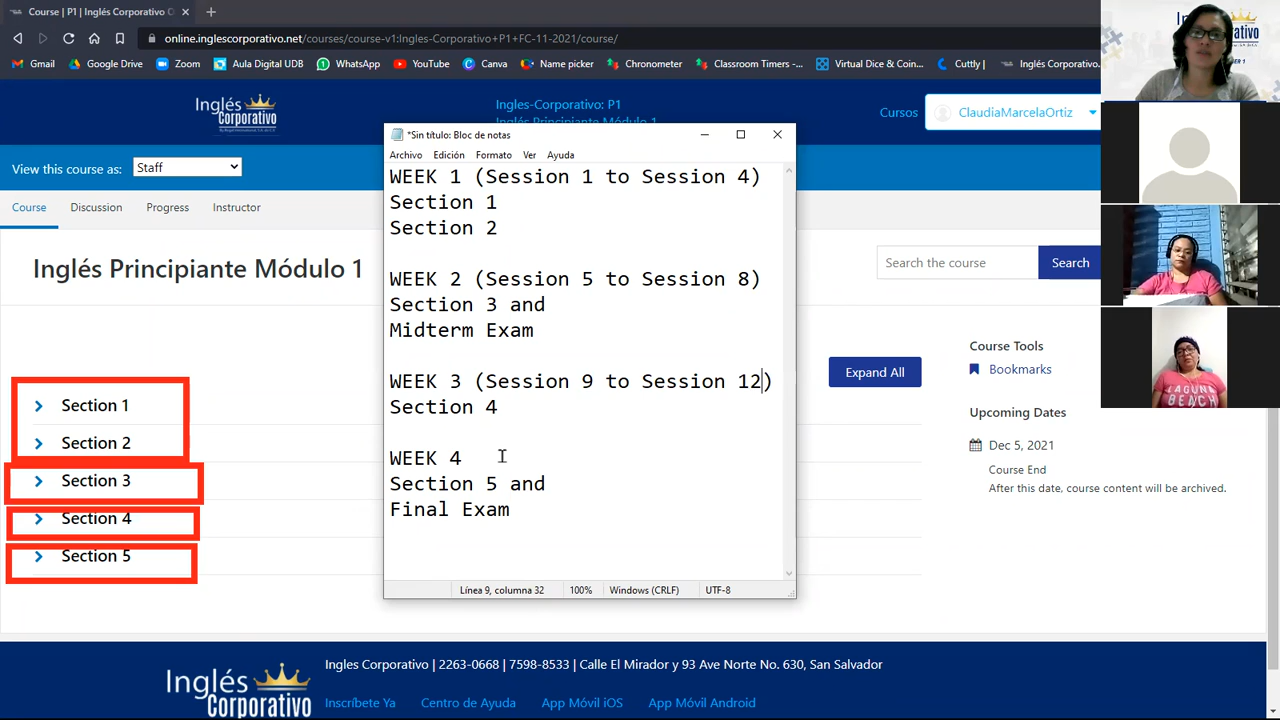 Course | P1 | Inglés Corporativo O
online.inglescorporativo.net/courses/course-v1:Ingles-Corporativo+P1+FC-11-2021/course/
Gmail
Google Drive
Zoom
Aula Digital UDB
WhatsApp
YouTube
Canva
Name picker
Chronometer
Classroom Timers -...
Virtual Dice & Coin...
Cuttly |
Inglés Corporativo:
Inglés
Corporativo
Ingles-Corporativo: P1
Inglés Principiante Módulo 1
Cursos
ClaudiaMarcelaOrtiz
View this course as:
Staff
Course
Discussion
Progress
Instructor
Inglés Principiante Módulo 1
Search the course
Search
Expand All
Course Tools
Bookmarks
Upcoming Dates
Dec 5, 2021
Course End
After this date, course content will be archived.
Section 1
Section 2
Section 3
Section 4
Section 5
*Sin título: Bloc de notas
Archivo
Edición
Formato
Ver
Ayuda
WEEK 1 (Session 1 to Session 4)
Section 1
Section 2
WEEK 2 (Session 5 to Session 8)
Section 3 and
Midterm Exam
WEEK 3 (Session 9 to Session 12)
Section 4
WEEK 4
Section 5 and
Final Exam
Línea 9, columna 32
100%
Windows (CRLF)
UTF-8
LAGUNA
BEACH
Inglés
Corporativo
Ingles Corporativo | 2263-0668 | 7598-8533 | Calle El Mirador y 93 Ave Norte No. 630, San Salvador
Inscríbete Ya
Centro de Ayuda
App Móvil iOS
App Móvil Android